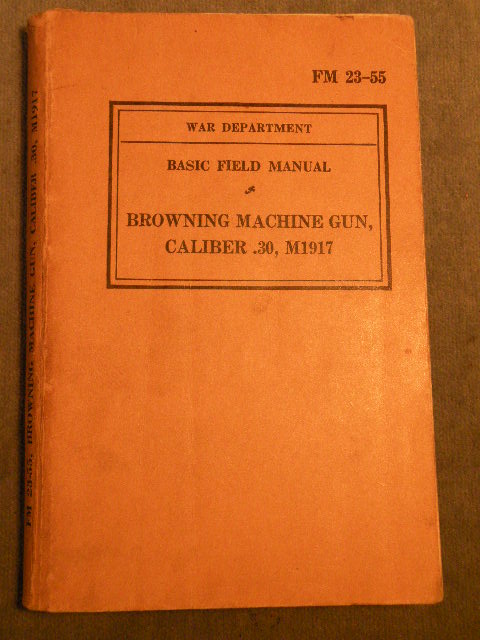 FM 23-55
WAR DEPARTMENT
BASIC FIELD MANUAL
BROWNING MACHINE GUN,
CALIBER .30, M1917
FM 23-55, BROWNING MACHINE GUN, CALIBER .30, M1917